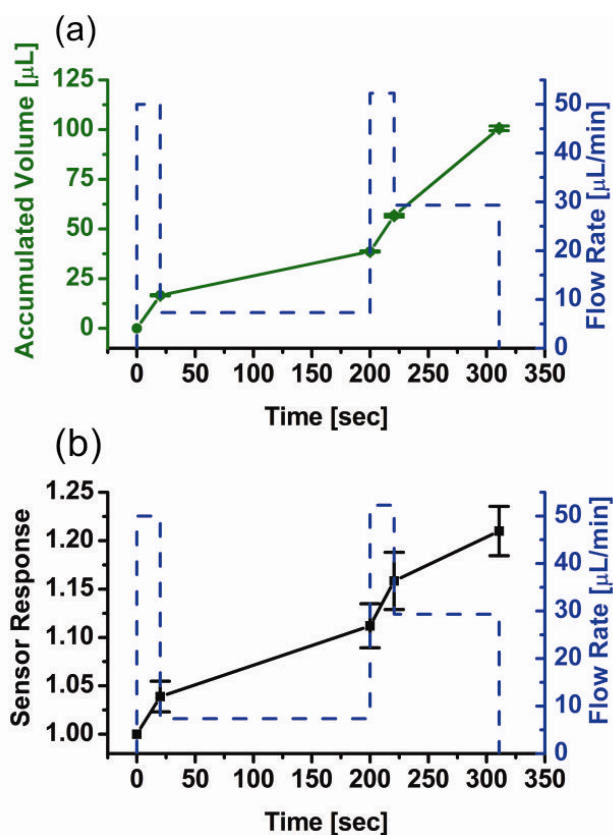 (a)
Accumulated Volume [μL]
125
100
75
50
25
0
50
40
30
20
10
0
Flow Rate [μL/min]
0 50 100 150 200 250 300 350
Time [sec]
(b)
Sensor Response
1.25
1.20
1.15
1.10
1.05
1.00
50
40
30
20
10
0
Flow Rate [μL/min]
0 50 100 150 200 250 300 350
Time [sec]